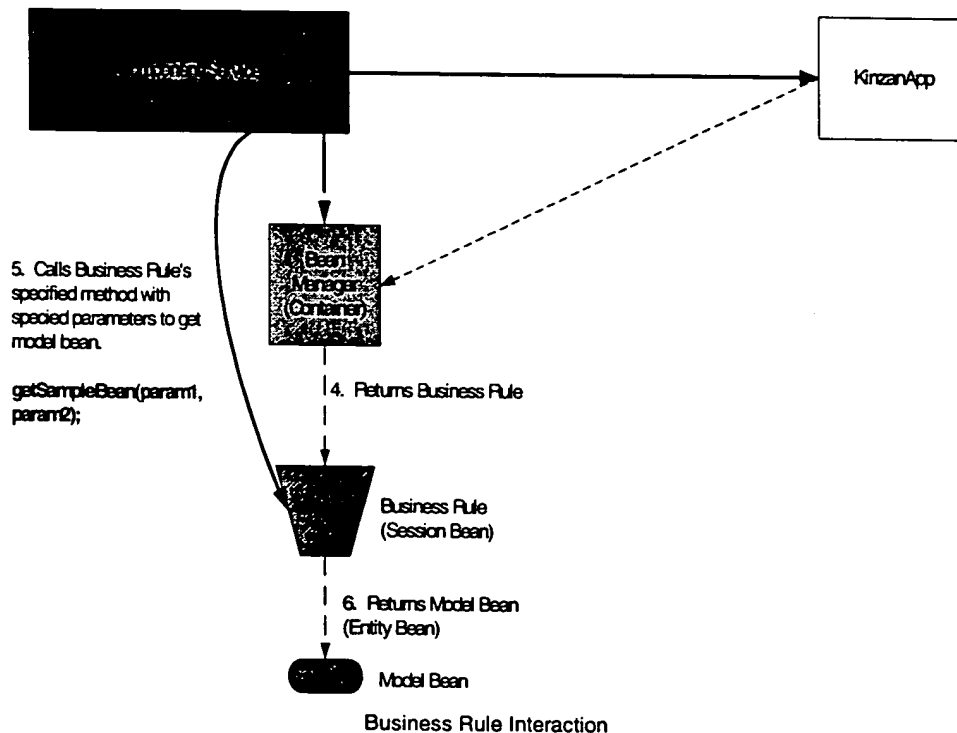 Service
KinzanApp
Bean
Manager
(Container)
5. Calls Business Rule's
specified method with
specied parameters to get
model bean.
getSampleBean(param1,
param2);
4. Returns Business Rule
Business Rule
(Session Bean)
6. Returns Model Bean
(Entity Bean)
Model Bean
Business Rule Interaction